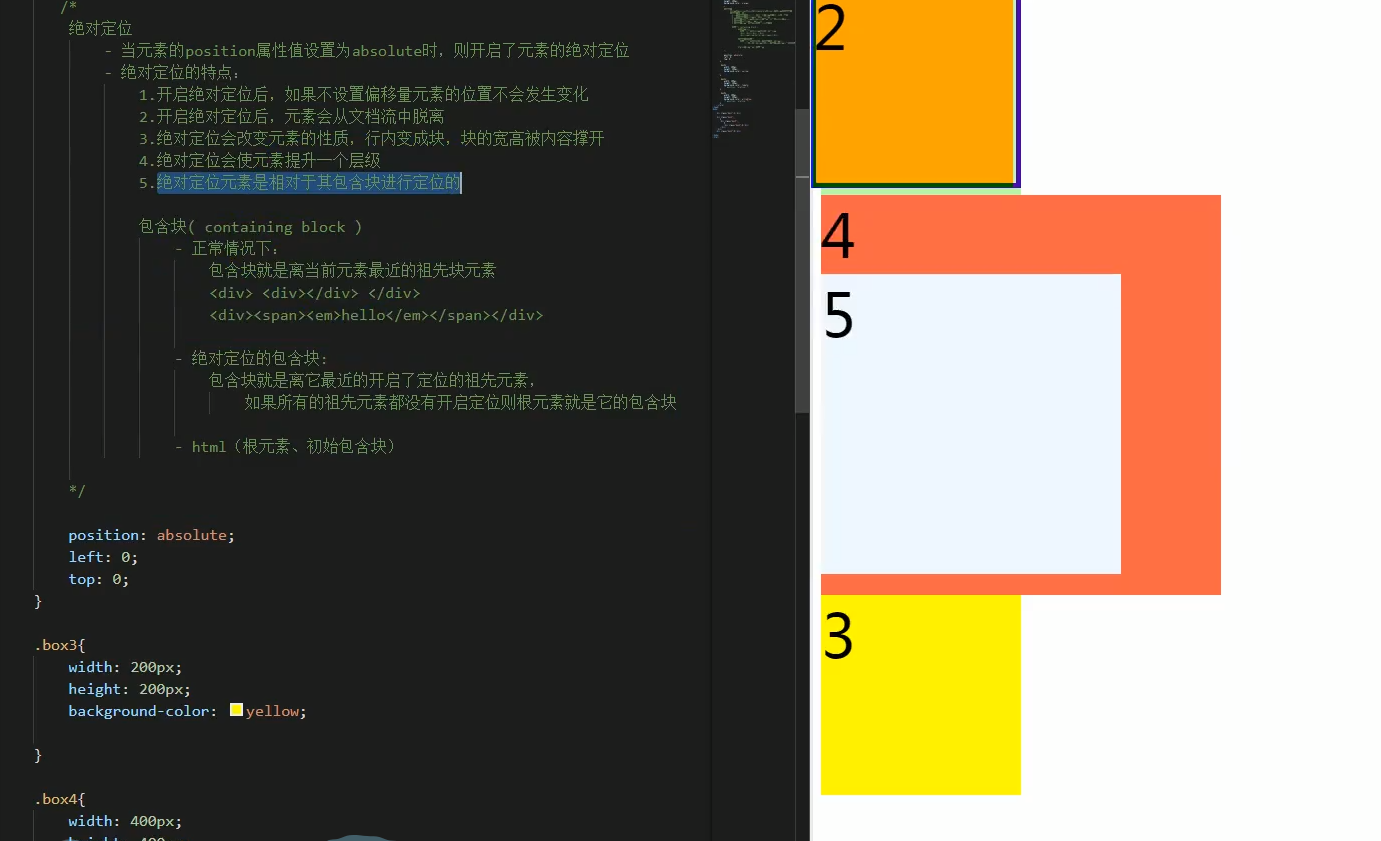 /*
绝对定位
- 当元素的position属性值设置为absolute时，则开启了元素的绝对定位
- 绝对定位的特点：
1.开启绝对定位后，如果不设置偏移量元素的位置不会发生变化
2.开启绝对定位后，元素会从文档流中脱离
3.绝对定位会改变元素的性质，行内变成块，块的宽高被内容撑开
4.绝对定位会使元素提升一个层级
5.绝对定位元素是相对于其包含块进行定位的
包含块( containing block )
- 正常情况下：
包含块就是离当前元素最近的祖先块元素
<div> <div></div> </div>
<div><span><em>hello</em></span></div>
- 绝对定位的包含块：
包含块就是离它最近的开启了定位的祖先元素，
如果所有的祖先元素都没有开启定位则根元素就是它的包含块
- html（根元素、初始包含块）
*/
position: absolute;
left: 0;
top: 0;
}
.box3{
width: 200px;
height: 200px;
background-color: yellow;
}
.box4{
width: 400px;
2
4
5
3